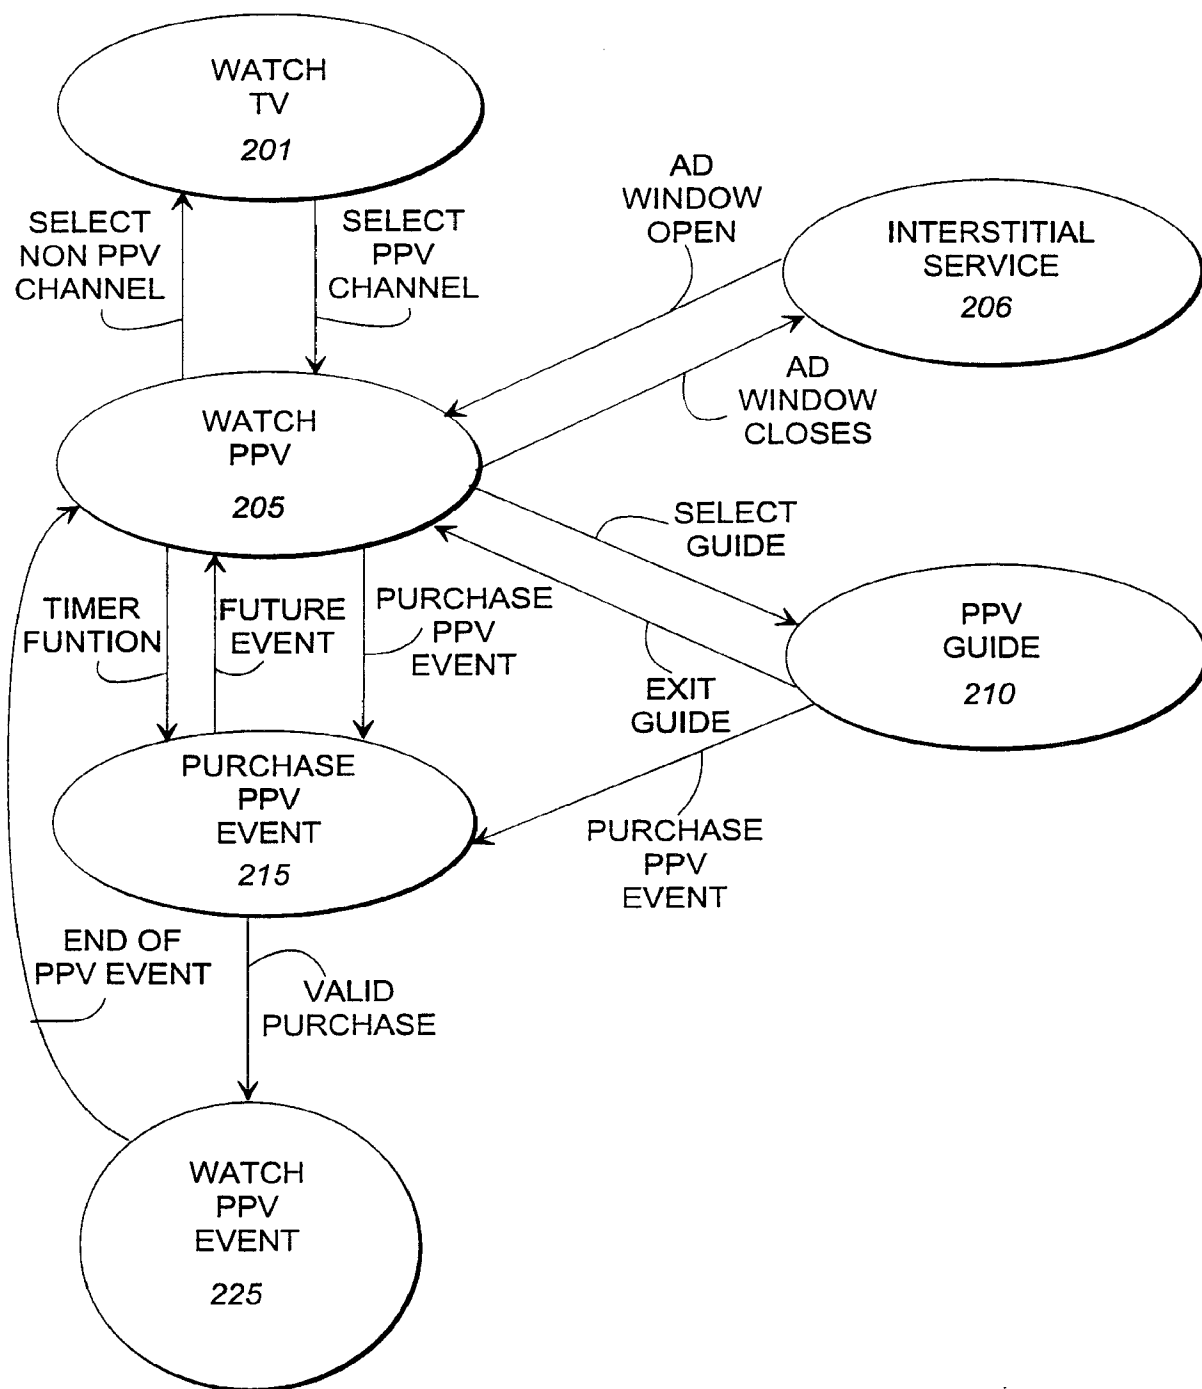 WATCH
TV
201
SELECT
NON PPV
CHANNEL
SELECT
PPV
CHANNEL
AD
WINDOW
OPEN
INTERSTITIAL
SERVICE
206
AD
WINDOW
CLOSES
WATCH
PPV
205
SELECT
GUIDE
TIMER
FUNTION
FUTURE
EVENT
PURCHASE
PPV
EVENT
EXIT
GUIDE
PPV
GUIDE
210
PURCHASE
PPV
EVENT
215
PURCHASE
PPV
EVENT
END OF
PPV EVENT
VALID
PURCHASE
WATCH
PPV
EVENT
225